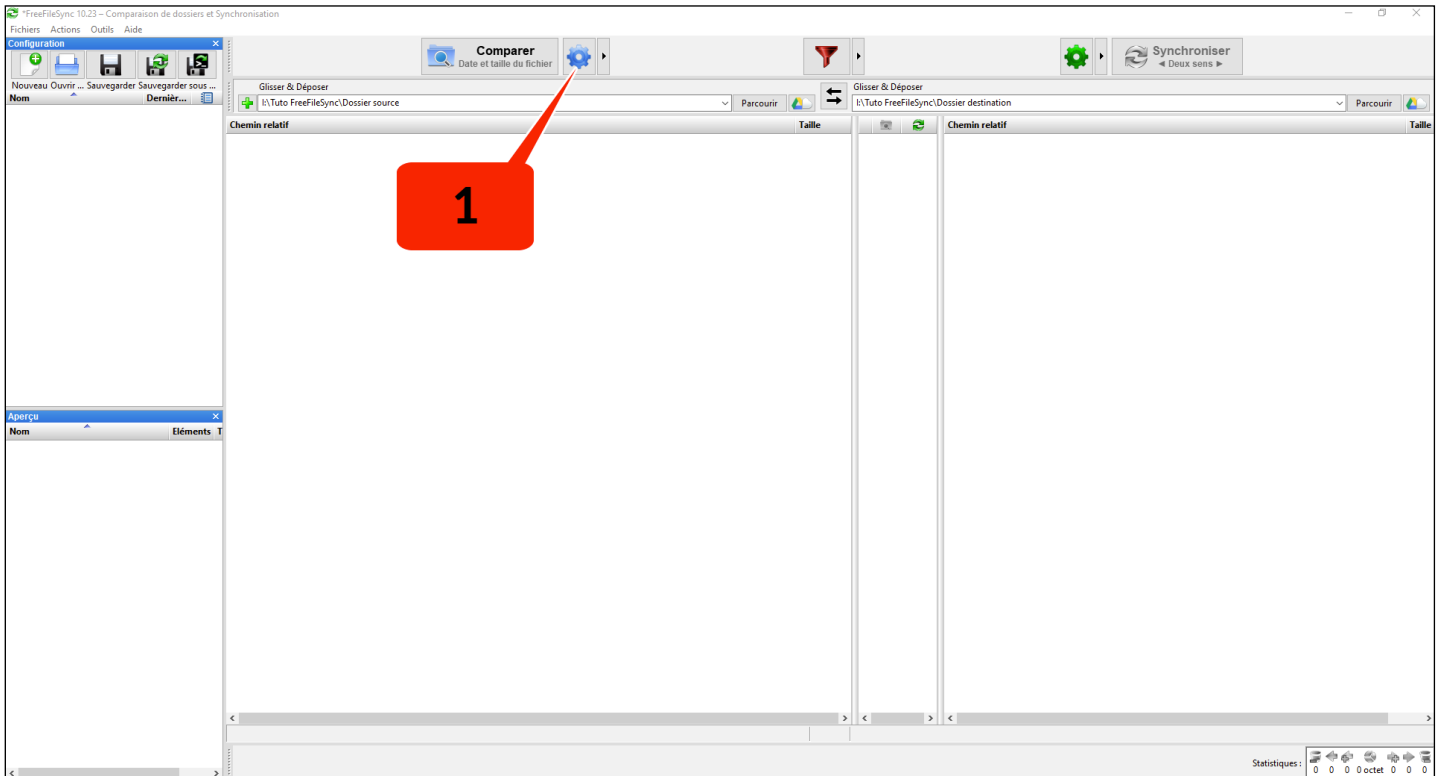 *FreeFileSync 10.23 – Comparaison de dossiers et Synchronisation
Fichiers Actions Outils Aide
Configuration
Nouveau Ouvrir ... Sauvegarder Sauvegarder sous ...
Nom Dernièr...
Comparer
Date et taille du fichier
Synchroniser
◄ Deux sens ►
Glisser & Déposer
I:\Tuto FreeFileSync\Dossier source
Parcourir
Glisser & Déposer
I:\Tuto FreeFileSync\Dossier destination
Parcourir
Chemin relatif Taille
Chemin relatif Taille
1
Aperçu
Nom Eléments T
Statistiques :
0 0 0 0 octet 0 0 0